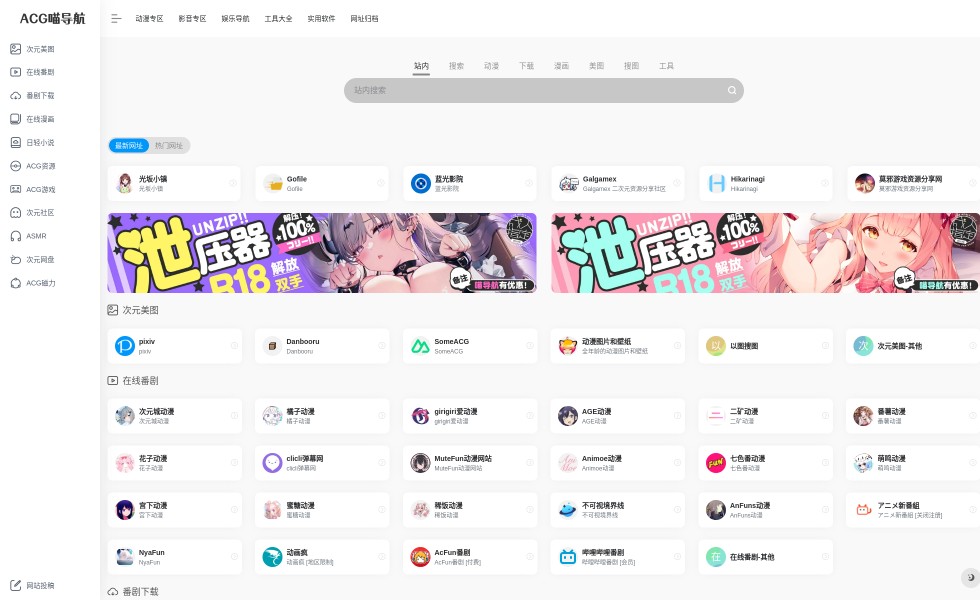 ACG喵导航
动漫专区 影音专区 娱乐导航 工具大全 实用软件 网址归档
次元美图
在线番剧
番剧下载
在线漫画
日轻小说
ACG资源
ACG游戏
次元社区
ASMR
次元网盘
ACG磁力
网站投稿
站内 搜索 动漫 下载 漫画 美图 搜图 工具
站内搜索
最新网址 热门网址
光坂小镇
光坂小镇
Gofile
Gofile
蓝光影院
蓝光影院
Galgamex
Galgamex 二次元资源分享社区
Hikarinagi
Hikarinagi
莫邪游戏资源分享网
莫邪游戏资源分享网
UNZIP!!
泄压器
解压!
100%
フリー!!
R18 解放双手
备注
喵导航有优惠!
UNZIP!!
泄压器
解压!
100%
フリー!!
R18 解放双手
备注
喵导航有优惠!
次元美图
pixiv
pixiv
Danbooru
Danbooru
SomeACG
SomeACG
动漫图片和壁纸
全年龄的动漫图片和壁纸
以
以图搜图
次
次元美图-其他
在线番剧
次元城动漫
次元城动漫
橘子动漫
橘子动漫
girigiri爱动漫
girigiri爱动漫
AGE动漫
AGE动漫
二矿动漫
二矿动漫
番薯动漫
番薯动漫
花子动漫
花子动漫
clicli弹幕网
clicli弹幕网
MuteFun动漫网站
MuteFun动漫网站
Animoe动漫
Animoe动漫
FUN
七色番动漫
七色番动漫
萌鸣动漫
萌鸣动漫
宫下动漫
宫下动漫
蜜糖动漫
蜜糖动漫
稀饭动漫
稀饭动漫
不可视境界线
不可视境界线
AnFuns动漫
AnFuns动漫
アニメ新番組
アニメ新番組 [关闭注册]
NyaFun
NyaFun
动画疯
动画疯 [地区限制]
AcFun番剧
AcFun番剧 [付费]
哔哩哔哩番剧
哔哩哔哩番剧 [会员]
在
在线番剧-其他
番剧下载